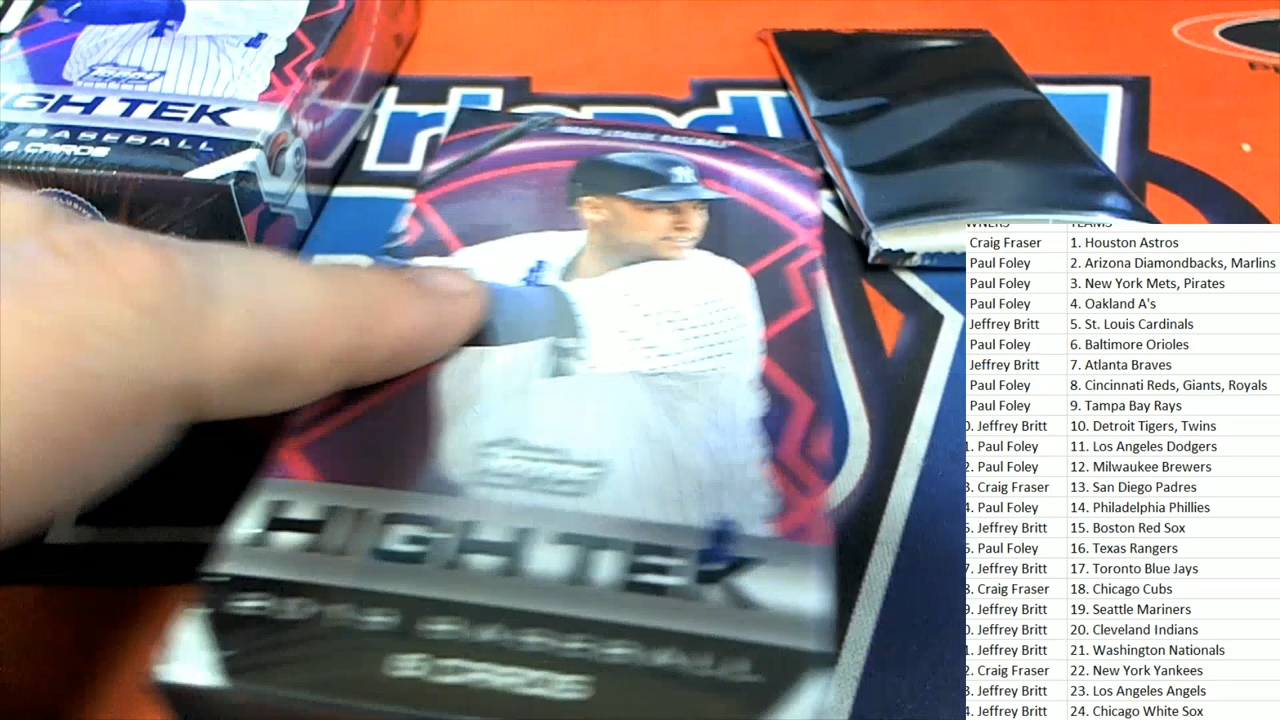 Topps
GH TEK
BASEBALL
CARDS
MAJOR LEAGUE BASEBALL
Topps
HIGH TEK
BASEBALL
8 CARDS
WNERS TEAMS
Craig Fraser 1. Houston Astros
Paul Foley 2. Arizona Diamondbacks, Marlins
Paul Foley 3. New York Mets, Pirates
Paul Foley 4. Oakland A's
Jeffrey Britt 5. St. Louis Cardinals
Paul Foley 6. Baltimore Orioles
Jeffrey Britt 7. Atlanta Braves
Paul Foley 8. Cincinnati Reds, Giants, Royals
Paul Foley 9. Tampa Bay Rays
0. Jeffrey Britt 10. Detroit Tigers, Twins
1. Paul Foley 11. Los Angeles Dodgers
2. Paul Foley 12. Milwaukee Brewers
3. Craig Fraser 13. San Diego Padres
4. Paul Foley 14. Philadelphia Phillies
5. Jeffrey Britt 15. Boston Red Sox
6. Paul Foley 16. Texas Rangers
7. Jeffrey Britt 17. Toronto Blue Jays
8. Craig Fraser 18. Chicago Cubs
9. Jeffrey Britt 19. Seattle Mariners
0. Jeffrey Britt 20. Cleveland Indians
1. Jeffrey Britt 21. Washington Nationals
2. Craig Fraser 22. New York Yankees
3. Jeffrey Britt 23. Los Angeles Angels
4. Jeffrey Britt 24. Chicago White Sox